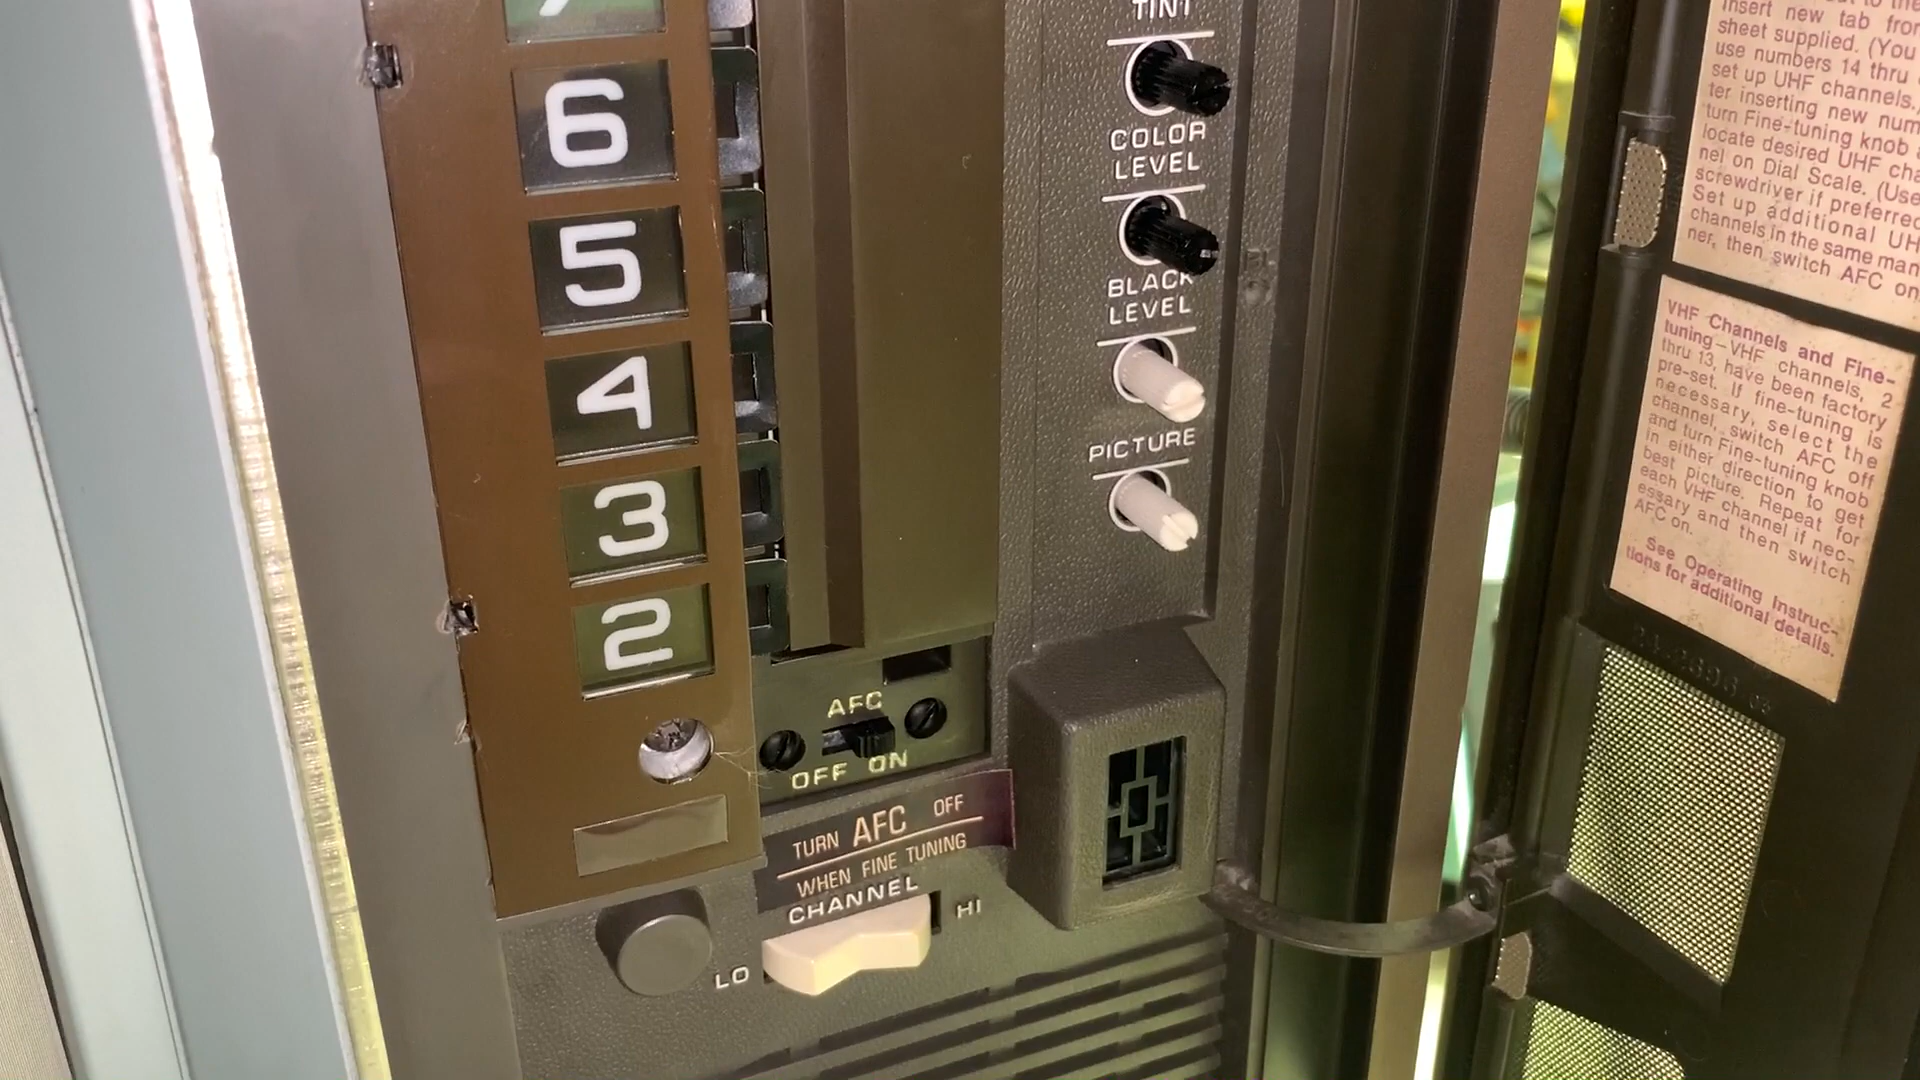 7
6
5
4
3
2
TINT
COLOR
LEVEL
BLACK
LEVEL
PICTURE
AFC
OFF ON
TURN AFC OFF
WHEN FINE TUNING
CHANNEL
HI
LO
insert new tab from
sheet supplied. (You
use numbers 14 thru
set up UHF channels.
ter inserting new num
turn Fine-tuning knob
locate desired UHF cha
nel on Dial Scale. (Use
screwdriver if preferred
Set up additional UH
channels in the same man
ner, then switch AFC on
VHF Channels and Fine-
tuning—VHF channels, 2
thru 13, have been factory
pre-set. If fine-tuning is
necessary, select the
channel, switch AFC off
and turn Fine-tuning knob
in either direction to get
best picture. Repeat for
each VHF channel if nec-
essary and then switch
AFC on.
See Operating Instruc-
tions for additional details.